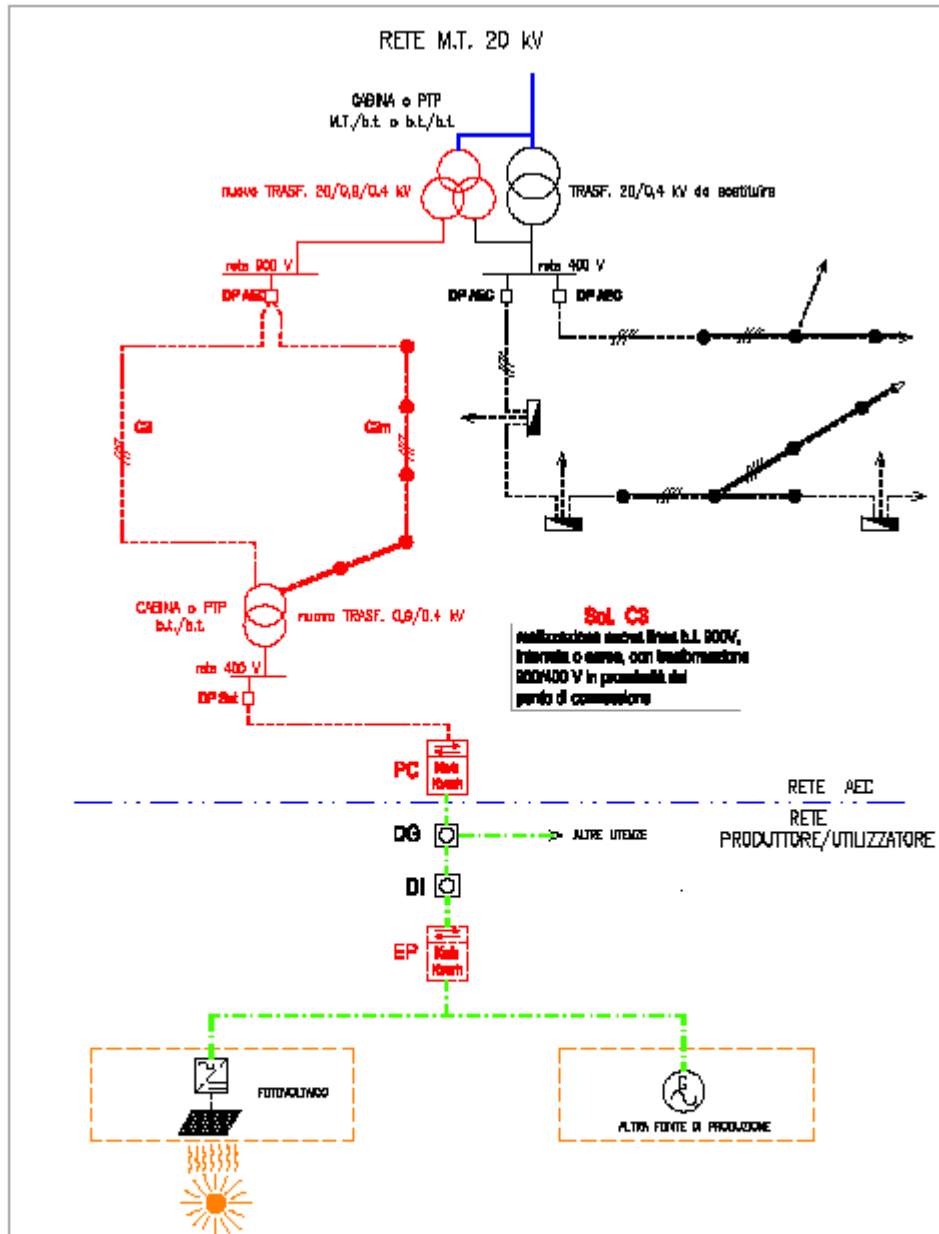 RETE M.T. 20 kV
CABINA o PTP
M.T./b.t. o b.t./b.t.
nuovo TRASF. 20/0,9/0.4 kV
TRASF. 20/0,4 kV da sostituire
rete 900 V
rete 400 V
DP AEC
DP AEC
DP AEC
CABINA o PTP
b.t./b.t.
nuovo TRASF. 0,9/0.4 kV
Sol. C3
realizzazione nuova linea b.t. 900V,
interrata o aerea, con trasformazione
900/400 V in prossimità del
punto di connessione
rete 400 V
PC
RETE AEC
RETE
PRODUTTORE/UTILIZZATORE
DG
ALTRE UTENZE
DI
EP
FOTOVOLTAICO
ALTRA FONTE DI PRODUZIONE
G